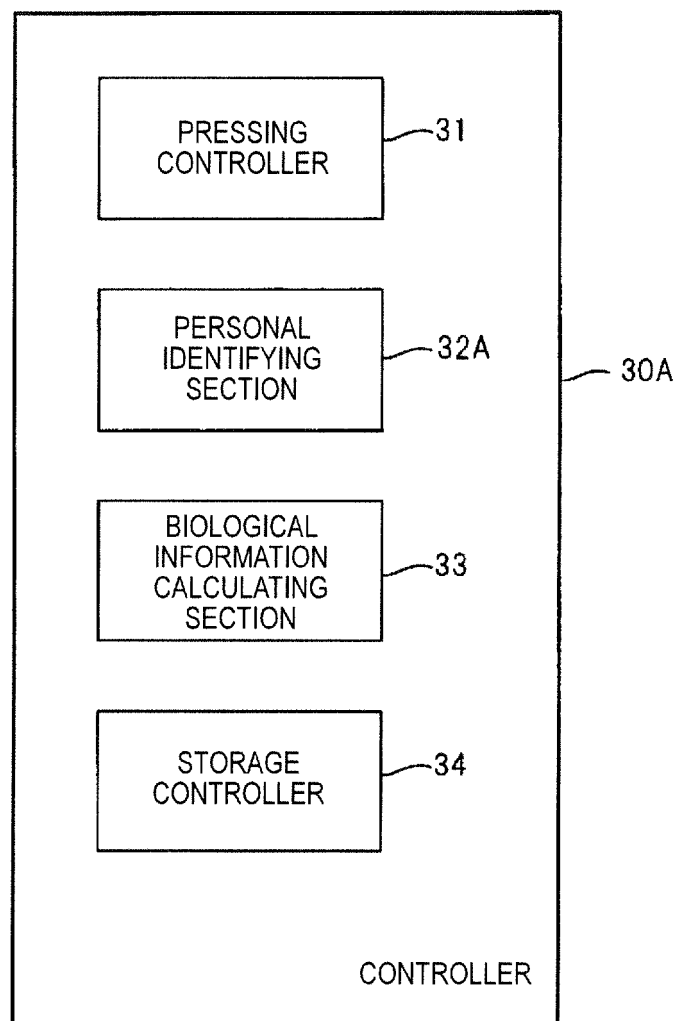 PRESSING
CONTROLLER
31
PERSONAL
IDENTIFYING
SECTION
32A
30A
BIOLOGICAL
INFORMATION
CALCULATING
SECTION
33
STORAGE
CONTROLLER
34
CONTROLLER